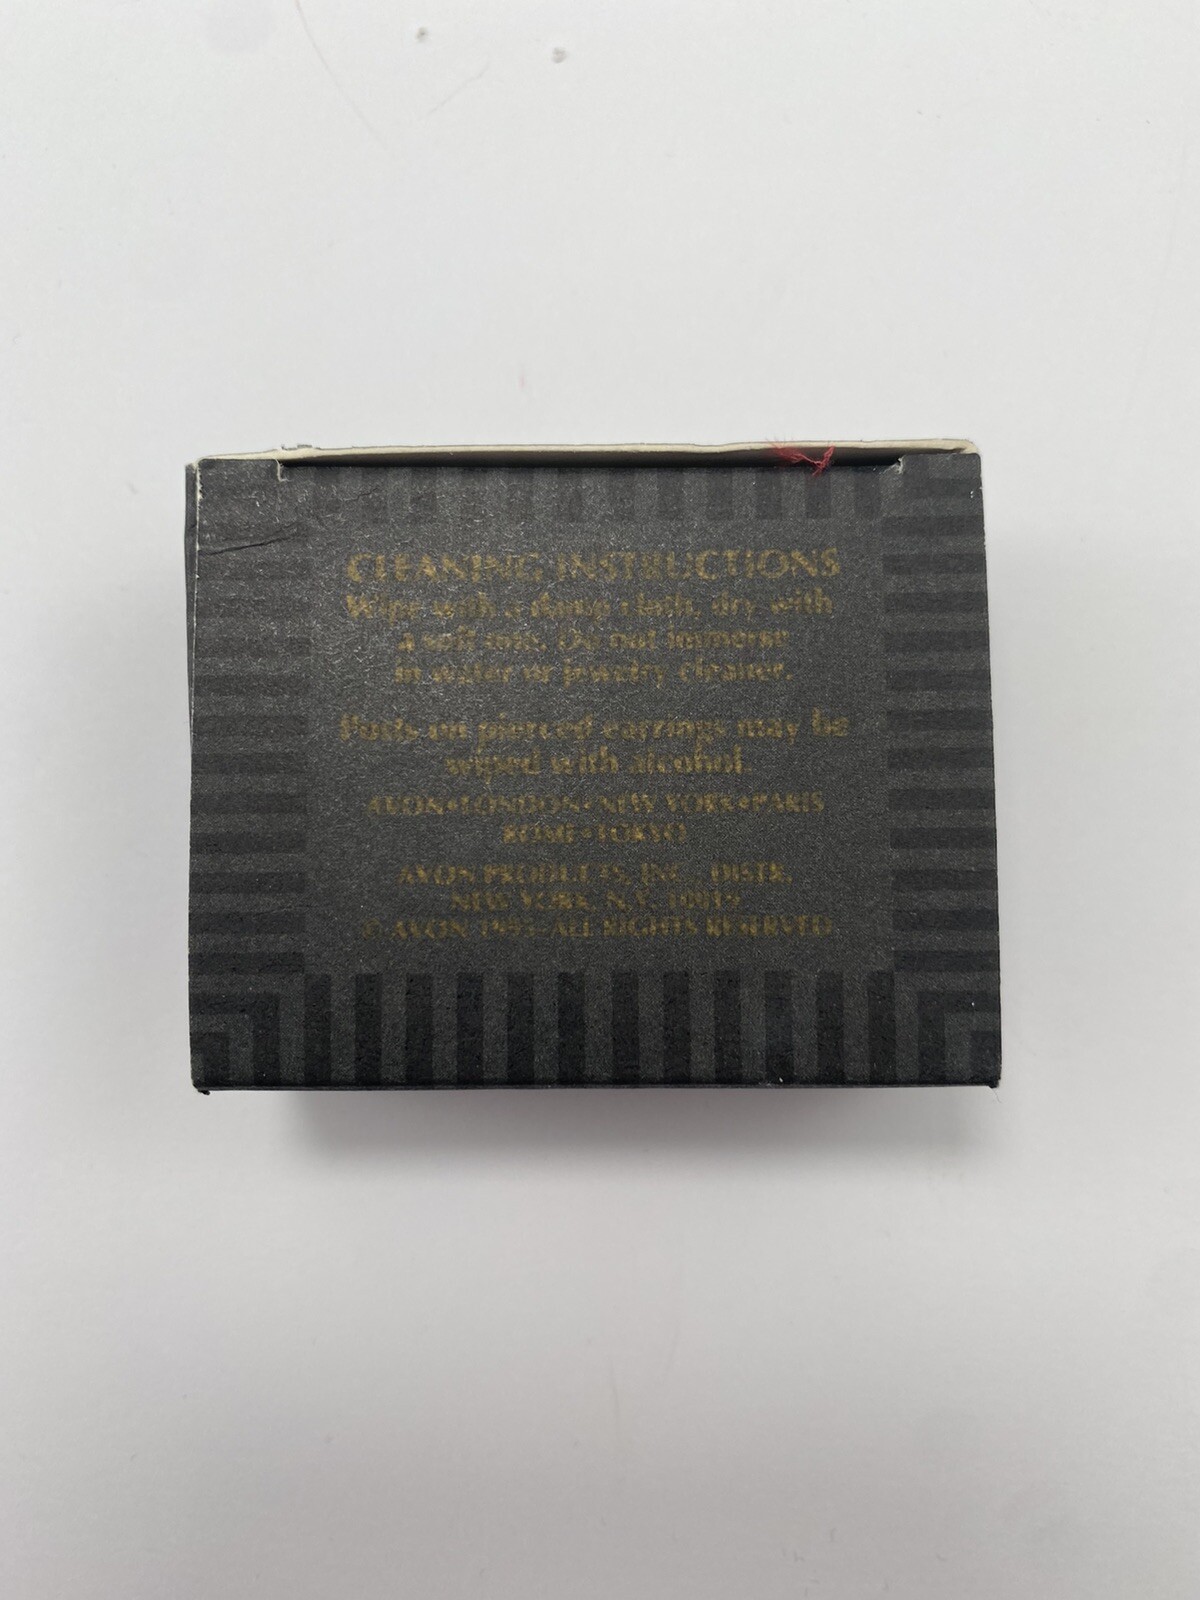 CLEANING INSTRUCTIONS
Wipe with a damp cloth, dry with
a soft one. Do not immerse
in water or jewelry cleaner.
Posts on pierced earrings may be
wiped with alcohol.
AVON•LONDON•NEW YORK•PARIS
ROME•TOKYO
AVON PRODUCTS, INC., DISTR.
NEW YORK, N.Y.
© AVON ALL RIGHTS RESERVED